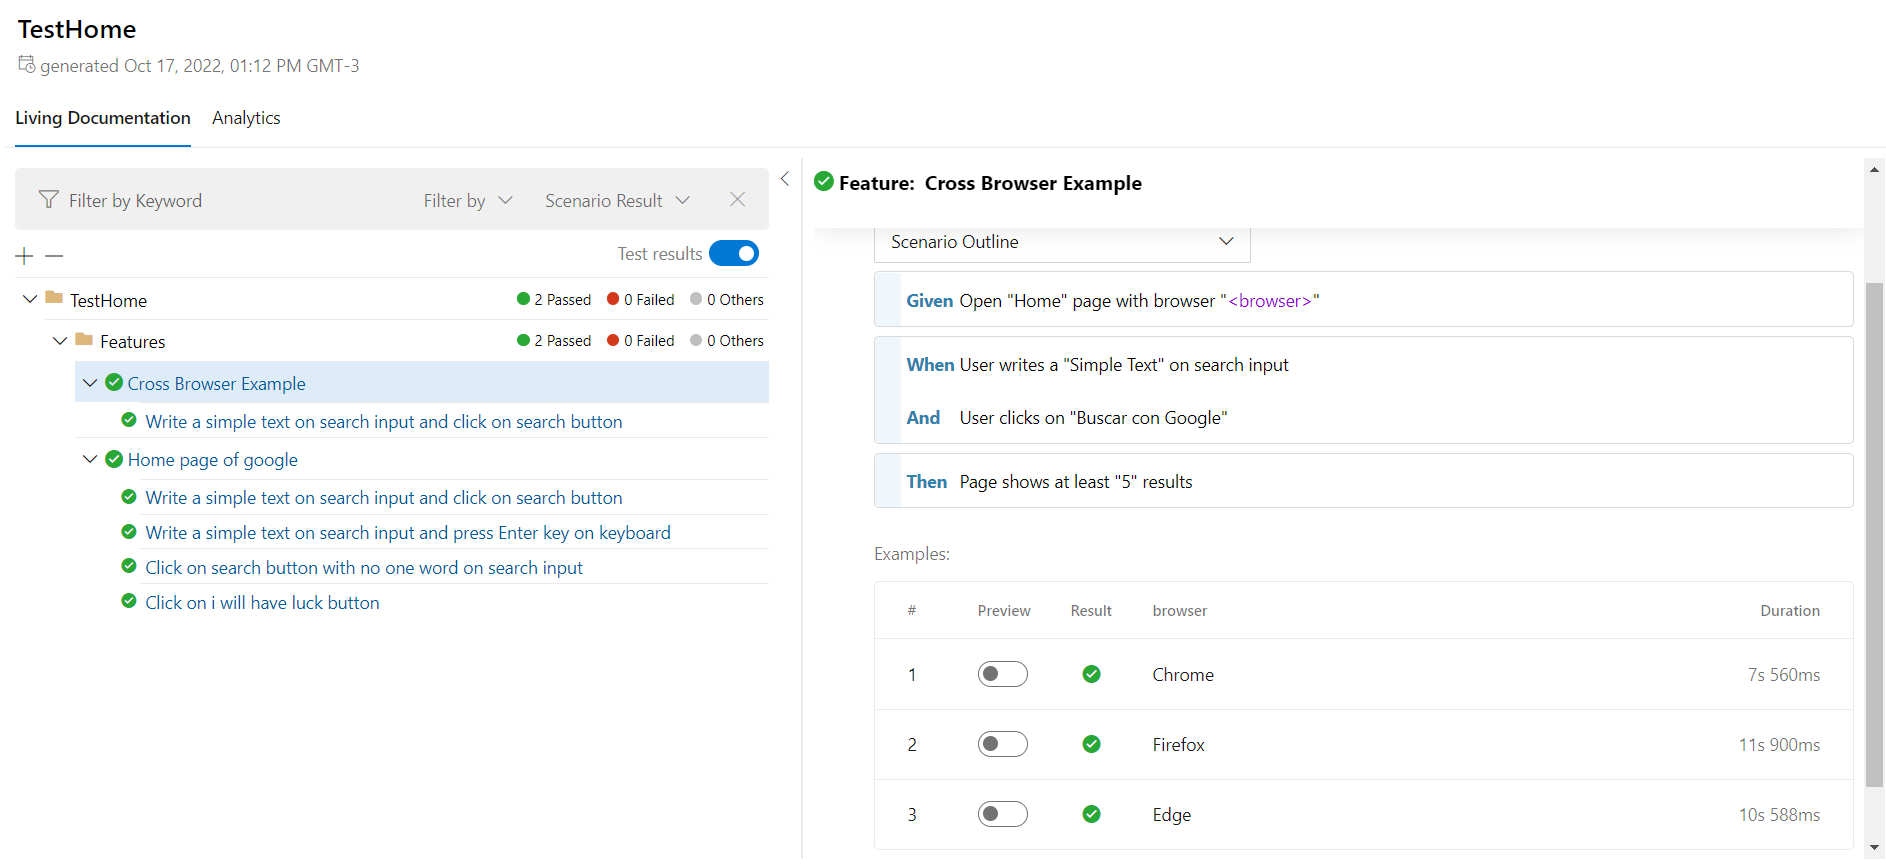 TestHome
generated Oct 17, 2022, 01:12 PM GMT-3
Living Documentation Analytics
Filter by Keyword Filter by Scenario Result
Test results
TestHome 2 Passed 0 Failed 0 Others
Features 2 Passed 0 Failed 0 Others
Cross Browser Example
Write a simple text on search input and click on search button
Home page of google
Write a simple text on search input and click on search button
Write a simple text on search input and press Enter key on keyboard
Click on search button with no one word on search input
Click on i will have luck button
Feature: Cross Browser Example
Scenario Outline
Given Open "Home" page with browser "<browser>"
When User writes a "Simple Text" on search input
And User clicks on "Buscar con Google"
Then Page shows at least "5" results
Examples:
# Preview Result browser Duration
1 Chrome 7s 560ms
2 Firefox 11s 900ms
3 Edge 10s 588ms